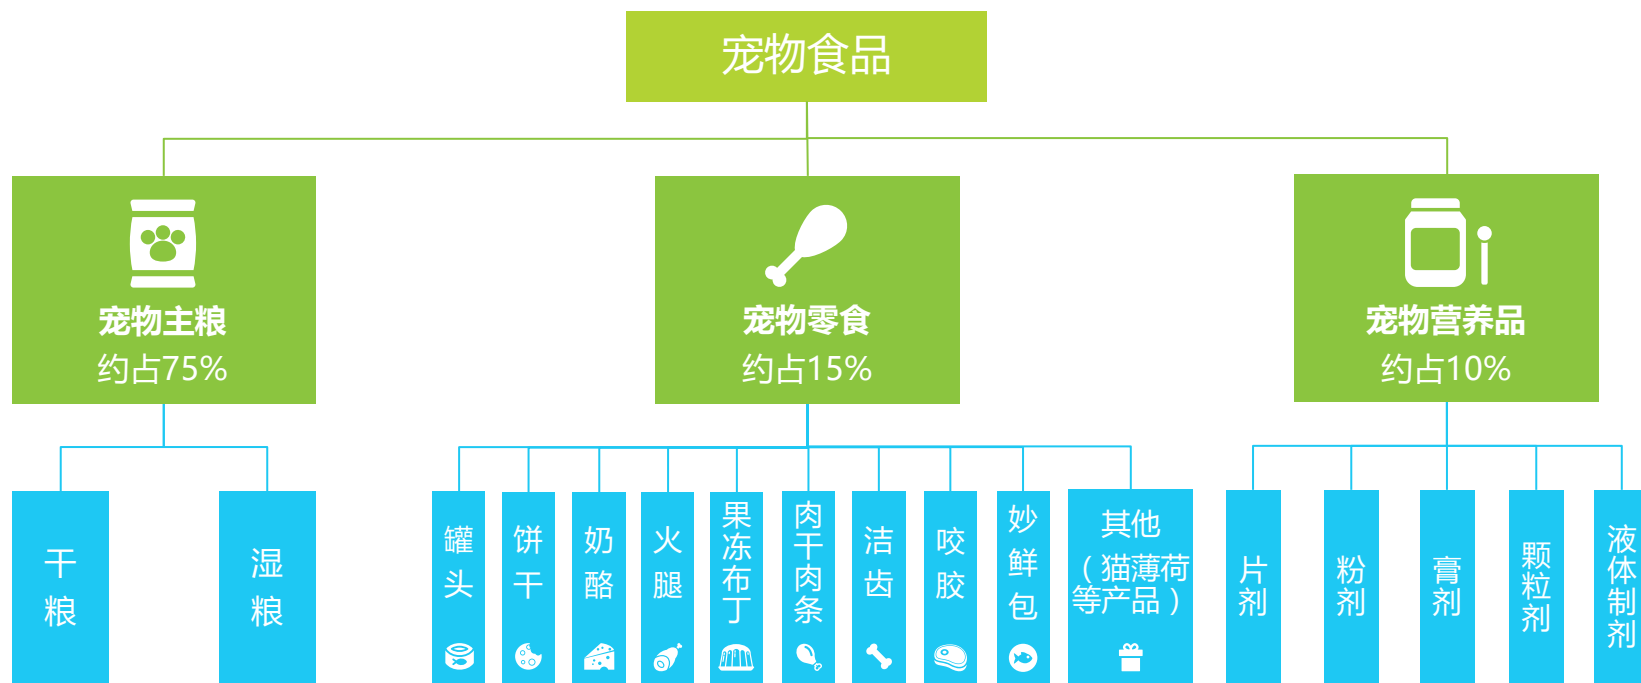 宠物食品
宠物主粮
约占75%
宠物零食
约占15%
宠物营养品
约占10%
干粮
湿粮
罐头
饼干
奶酪
火腿
果冻布丁
肉干肉条
洁齿
咬胶
妙鲜包
其他
（猫薄荷
等产品）
片剂
粉剂
膏剂
颗粒剂
液体制剂